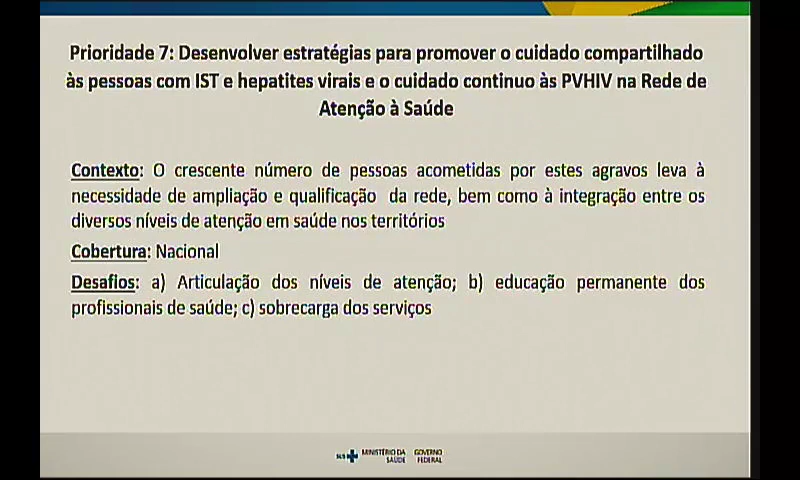 Prioridade 7: Desenvolver estratégias para promover o cuidado compartilhado
às pessoas com IST e hepatites virais e o cuidado continuo às PVHIV na Rede de
Atenção à Saúde
Contexto: O crescente número de pessoas acometidas por estes agravos leva à
necessidade de ampliação e qualificação da rede, bem como à integração entre os
diversos níveis de atenção em saúde nos territórios
Cobertura: Nacional
Desafios: a) Articulação dos níveis de atenção; b) educação permanente dos
profissionais de saúde; c) sobrecarga dos serviços
SUS MINISTÉRIO DA GOVERNO
SAÚDE FEDERAL